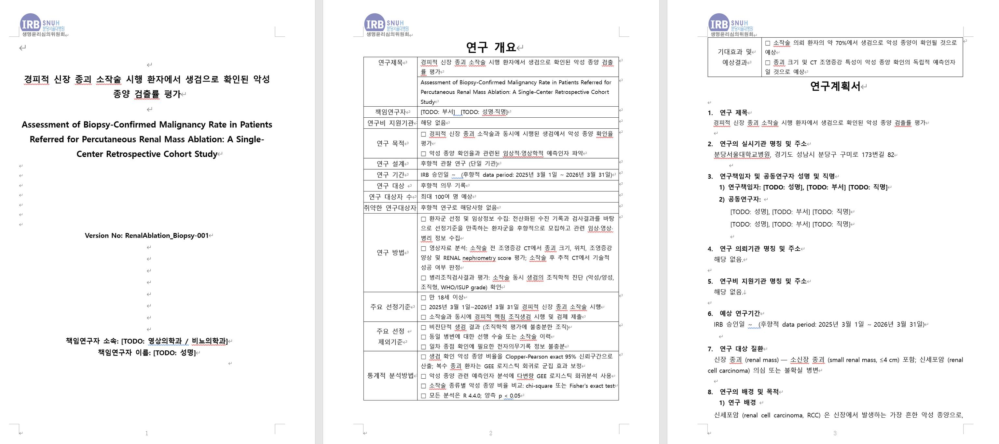 IRB SNUH
분당서울대병원
생명윤리심의위원회
경피적 신장 종괴 소작술 시행 환자에서 생검으로 확인된 악성
종양 검출률 평가
Assessment of Biopsy-Confirmed Malignancy Rate in Patients
Referred for Percutaneous Renal Mass Ablation: A Single-
Center Retrospective Cohort Study
Version No: RenalAblation_Biopsy-001
책임연구자 소속: [TODO: 영상의학과 / 비뇨의학과]
책임연구자 이름: [TODO: 성명]
1
IRB SNUH
분당서울대병원
생명윤리심의위원회
연구 개요
연구제목
경피적 신장 종괴 소작술 시행 환자에서 생검으로 확인된 악성 종양 검출
률 평가
Assessment of Biopsy-Confirmed Malignancy Rate in Patients Referred for
Percutaneous Renal Mass Ablation: A Single-Center Retrospective Cohort
Study
책임연구자
[TODO: 부서] [TODO: 성명·직명]
연구비 지원기관
해당 없음
연구 목적
□ 경피적 신장 종괴 소작술과 동시에 시행된 생검에서 악성 종양 확인율
평가
□ 악성 종양 확인율과 관련된 임상적·영상학적 예측인자 파악
연구 설계
후향적 관찰 연구 (단일 기관)
연구 기간
IRB 승인일 ~ (후향적 data period: 2025년 3월 1일 ~ 2026년 3월 31일)
연구 대상
후향적 의무 기록
연구 대상자 수
최대 100여 명 예상
취약한 연구대상자
후향적 연구로 해당사항 없음
연구 방법
□ 환자군 선정 및 임상정보 수집: 전산화된 수진 기록과 검사결과를 바탕
으로 선정기준을 만족하는 환자군을 후향적으로 모집하고 관련 임상·영상·
병리 정보 수집
□ 영상자료 분석: 소작술 전 조영증강 CT에서 종괴 크기, 위치, 조영증강
양상 및 RENAL nephrometry score 평가; 소작술 후 추적 CT에서 기술적
성공 여부 판정
□ 병리조직검사결과 평가: 소작술 동시 생검의 조직학적 진단 (악성/양성,
조직형, WHO/ISUP grade) 확인
주요 선정기준
□ 만 18세 이상
□ 2025년 3월 1일~2026년 3월 31일 경피적 신장 종괴 소작술 시행
□ 소작술과 동시에 경피적 핵침 조직생검 시행 및 검체 제출
주요 선정
제외기준
□ 비진단적 생검 결과 (조직학적 평가에 불충분한 조직)
□ 동일 병변에 대한 선행 수술 또는 소작술 이력
□ 일차 종점 확인에 필요한 전자의무기록 정보 불충분
통계적 분석방법
□ 생검 확인 악성 종양 비율을 Clopper-Pearson exact 95% 신뢰구간으로
산출; 복수 종괴 환자는 GEE 로지스틱 회귀로 군집 효과 보정
□ 악성 종양 관련 예측인자 분석에 다변량 GEE 로지스틱 회귀분석 사용
□ 소작술 종류별 악성 종양 비율 비교: chi-square 또는 Fisher's exact test
□ 모든 분석은 R 4.4.0; 양측 p < 0.05
2
IRB SNUH
분당서울대병원
생명윤리심의위원회
기대효과 및
예상결과
□ 소작술 의뢰 환자의 약 70%에서 생검으로 악성 종양이 확인될 것으로
예상
□ 종괴 크기 및 CT 조영증강 특성이 악성 종양 확인의 독립적 예측인자
일 것으로 예상
연구계획서
1. 연구 제목
경피적 신장 종괴 소작술 시행 환자에서 생검으로 확인된 악성 종양 검출률 평가
2. 연구의 실시기관 명칭 및 주소
분당서울대학교병원, 경기도 성남시 분당구 구미로 173번길 82
3. 연구책임자 및 공동연구자 성명 및 직명
1) 연구책임자: [TODO: 성명], [TODO: 부서] [TODO: 직명]
2) 공동연구자:
[TODO: 성명], [TODO: 부서] [TODO: 직명]
[TODO: 성명], [TODO: 부서] [TODO: 직명]
4. 연구 의뢰기관 명칭 및 주소
해당 없음.
5. 연구비 지원기관 명칭 및 주소
해당 없음.
6. 예상 연구기간
IRB 승인일 ~ (후향적 data period: 2025년 3월 1일 ~ 2026년 3월 31일)
7. 연구 대상 질환
신장 종괴 (renal mass) — 소신장 종괴 (small renal mass, ≤4 cm) 포함; 신세포암 (renal
cell carcinoma) 의심 또는 불확실 병변
8. 연구의 배경 및 목적
1) 연구 배경
신세포암 (renal cell carcinoma, RCC) 은 신장에서 발생하는 가장 흔한 악성 종양으로,
3